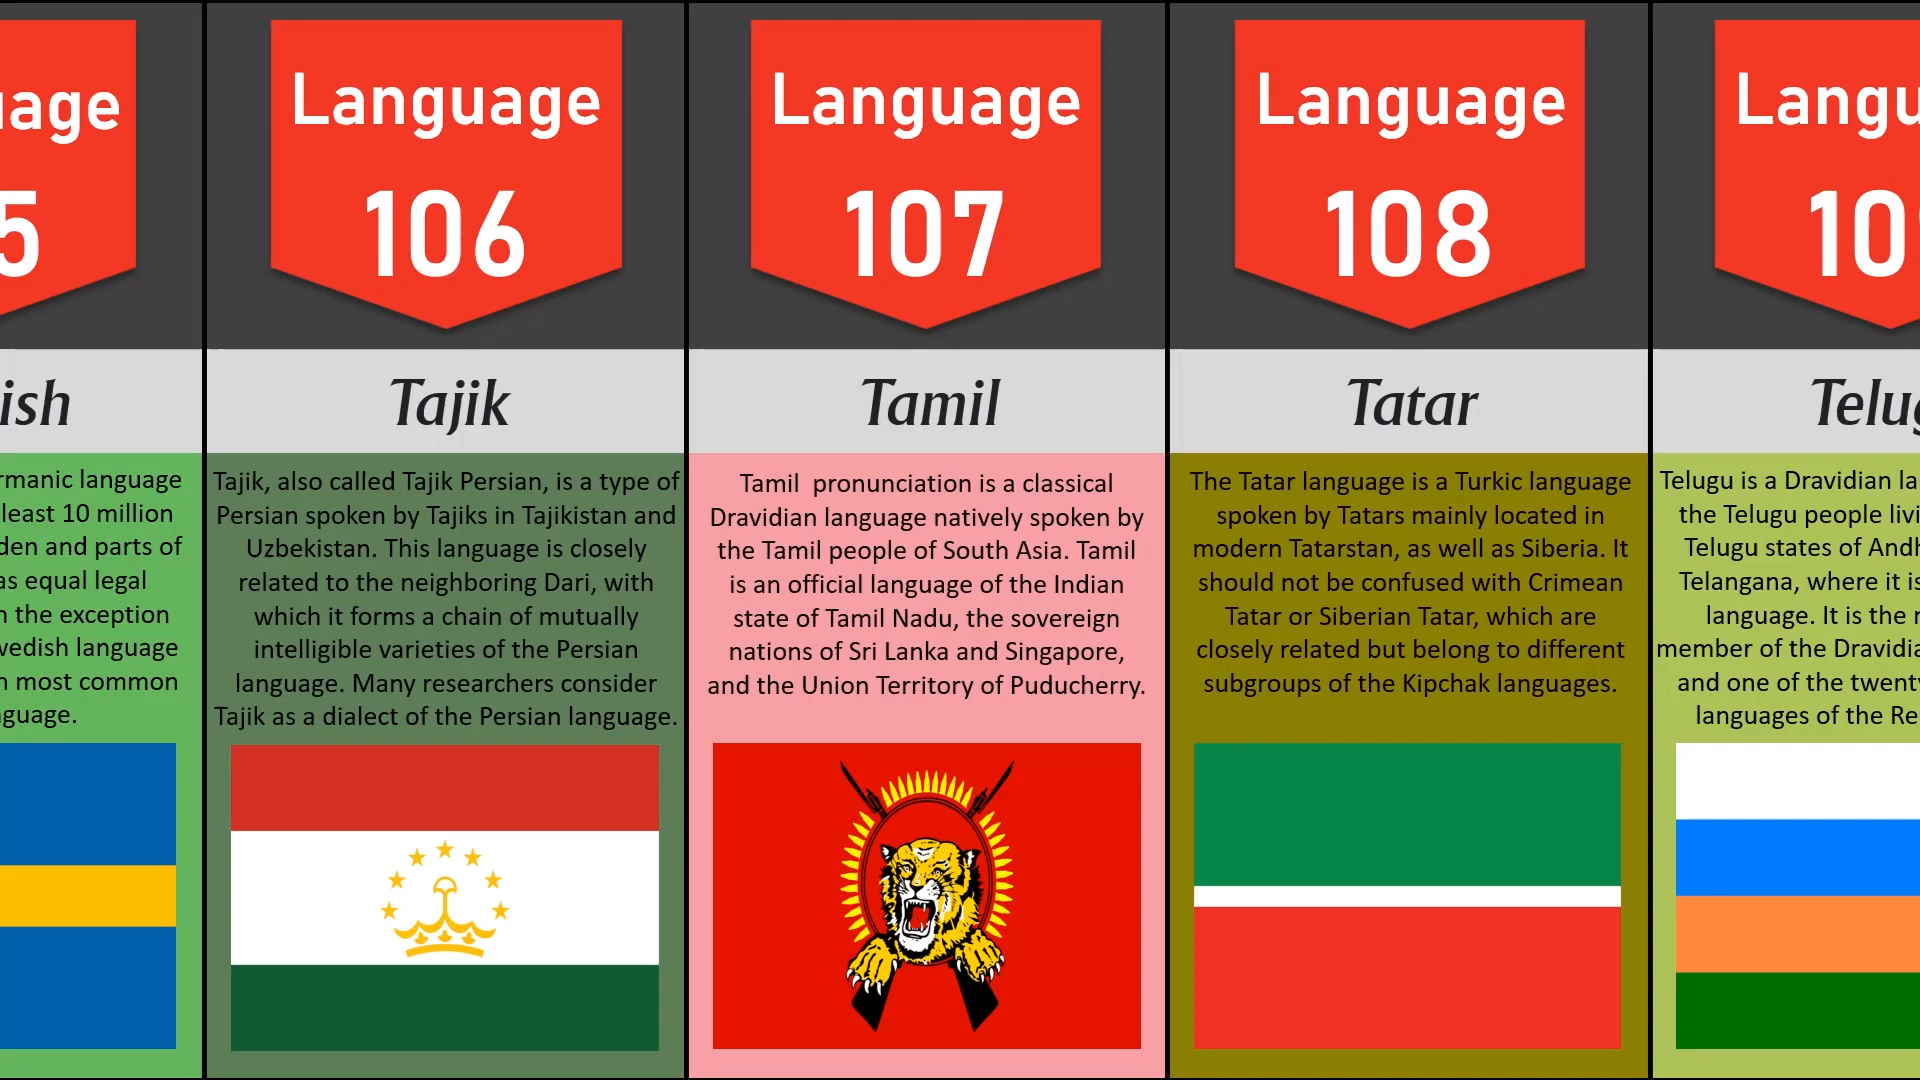 uage
5
ish
rmanic language
least 10 million
den and parts of
as equal legal
n the exception
wedish language
n most common
nguage.
Language
106
Tajik
Tajik, also called Tajik Persian, is a type of
Persian spoken by Tajiks in Tajikistan and
Uzbekistan. This language is closely
related to the neighboring Dari, with
which it forms a chain of mutually
intelligible varieties of the Persian
language. Many researchers consider
Tajik as a dialect of the Persian language.
Language
107
Tamil
Tamil pronunciation is a classical
Dravidian language natively spoken by
the Tamil people of South Asia. Tamil
is an official language of the Indian
state of Tamil Nadu, the sovereign
nations of Sri Lanka and Singapore,
and the Union Territory of Puducherry.
Language
108
Tatar
The Tatar language is a Turkic language
spoken by Tatars mainly located in
modern Tatarstan, as well as Siberia. It
should not be confused with Crimean
Tatar or Siberian Tatar, which are
closely related but belong to different
subgroups of the Kipchak languages.
Langu
10
Telug
Telugu is a Dravidian la
the Telugu people livi
Telugu states of Andh
Telangana, where it is
language. It is the
member of the Dravidia
and one of the twenty
languages of the Re